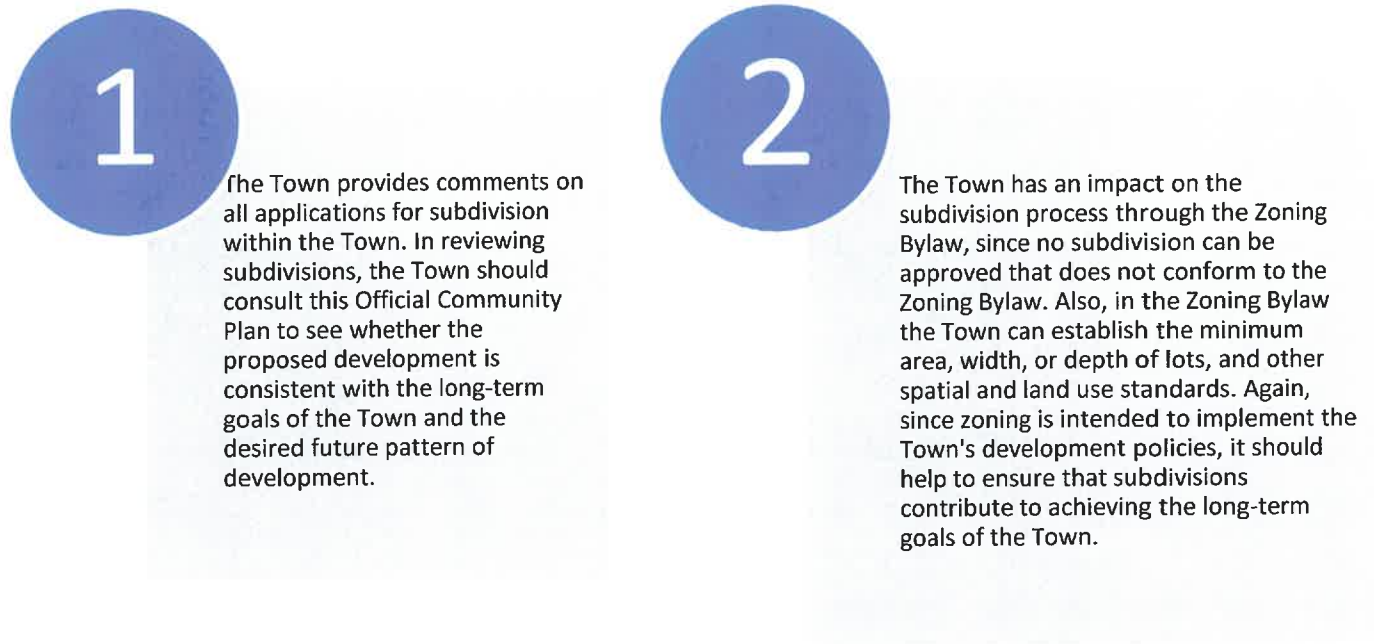 1
The Town provides comments on
all applications for subdivision
within the Town. In reviewing
subdivisions, the Town should
consult this Official Community
Plan to see whether the
proposed development is
consistent with the long-term
goals of the Town and the
desired future pattern of
development.
2
The Town has an impact on the
subdivision process through the Zoning
Bylaw, since no subdivision can be
approved that does not conform to the
Zoning Bylaw. Also, in the Zoning Bylaw
the Town can establish the minimum
area, width, or depth of lots, and other
spatial and land use standards. Again,
since zoning is intended to implement the
Town's development policies, it should
help to ensure that subdivisions
contribute to achieving the long-term
goals of the Town.